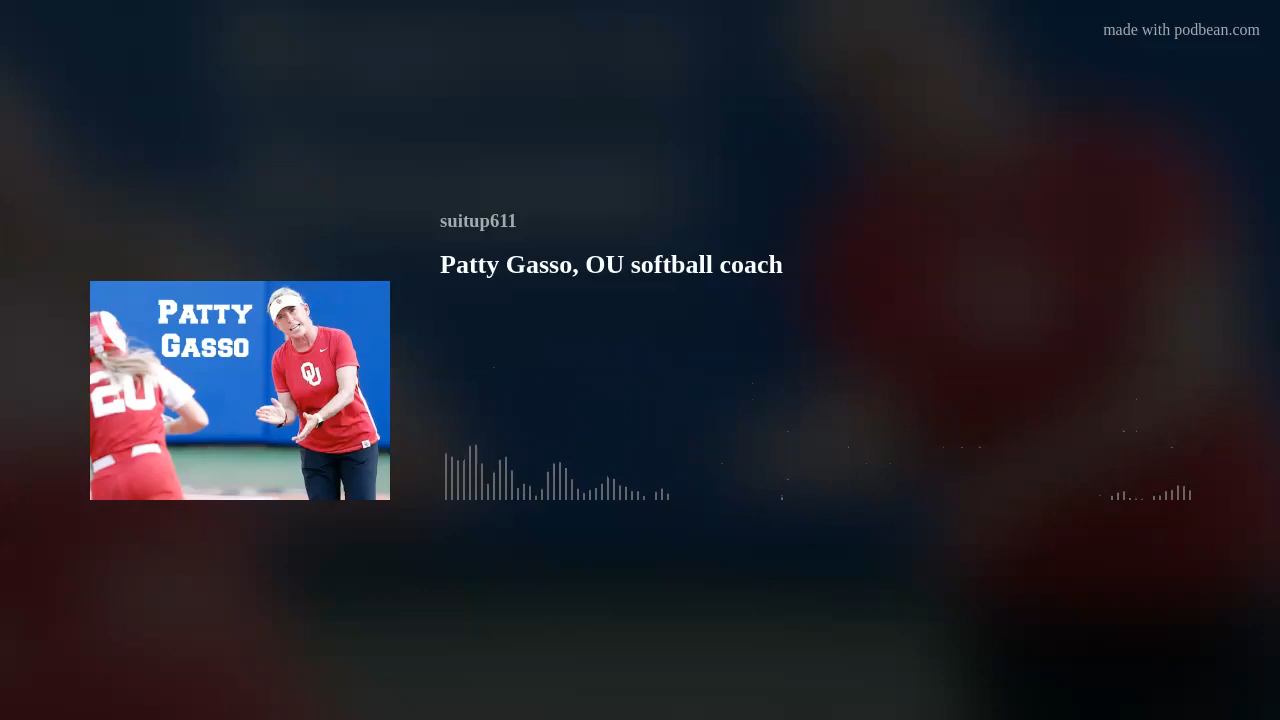 made with podbean.com
suitup611
Patty Gasso, OU softball coach
Patty
Gasso
OU
20